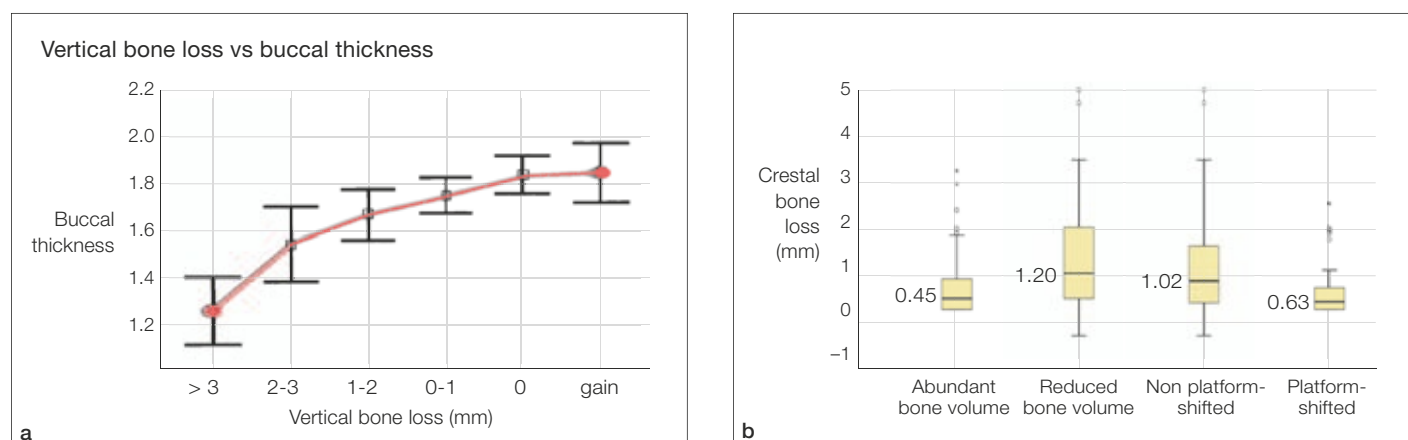 Vertical bone loss vs buccal thickness
2.2
2.0
1.8
1.6
1.4
1.2
Buccal
thickness
> 3 2-3 1-2 0-1 0 gain
Vertical bone loss (mm)
a
5
4
3
2
1
0
−1
Crestal
bone
loss
(mm)
0.45
1.20
1.02
0.63
Abundant
bone volume
Reduced
bone volume
Non platform-
shifted
Platform-
shifted
b